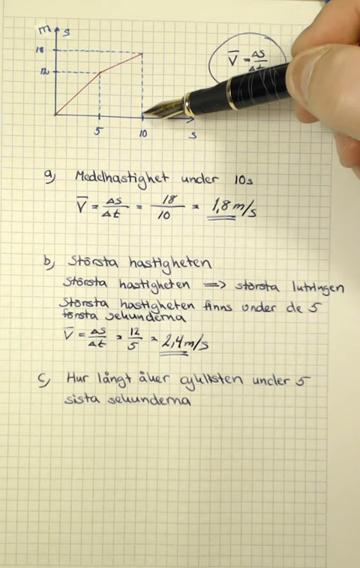 m s
18
12
5 10 s
V̅ = Δs/Δt
a) Medelhastighet under 10s
V̅ = Δs/Δt = 18/10 = 1,8 m/s
b) Största hastigheten
Största hastigheten => största lutningen
Största hastigheten finns under de 5
första sekunderna
V̅ = Δs/Δt = 12/5 = 2,4 m/s
c) Hur långt åker cyklisten under 5
sista sekunderna